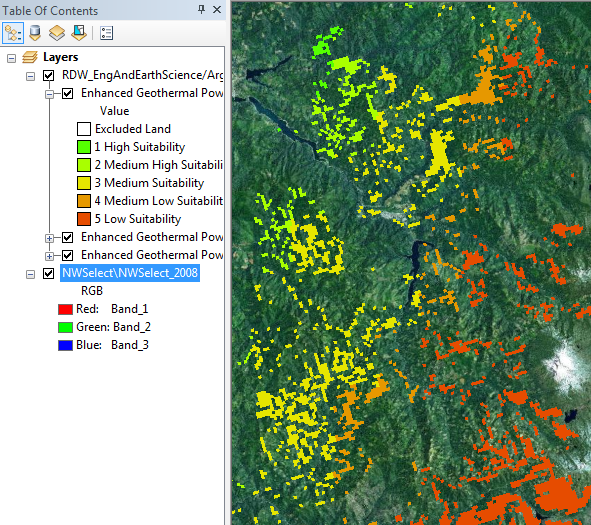 Table Of Contents
Layers
RDW_EngAndEarthScience/Arg
Enhanced Geothermal Pow
Value
Excluded Land
1 High Suitability
2 Medium High Suitabili
3 Medium Suitability
4 Medium Low Suitabilit
5 Low Suitability
Enhanced Geothermal Pow
Enhanced Geothermal Pow
NWSelect\NWSelect_2008
RGB
Red: Band_1
Green: Band_2
Blue: Band_3